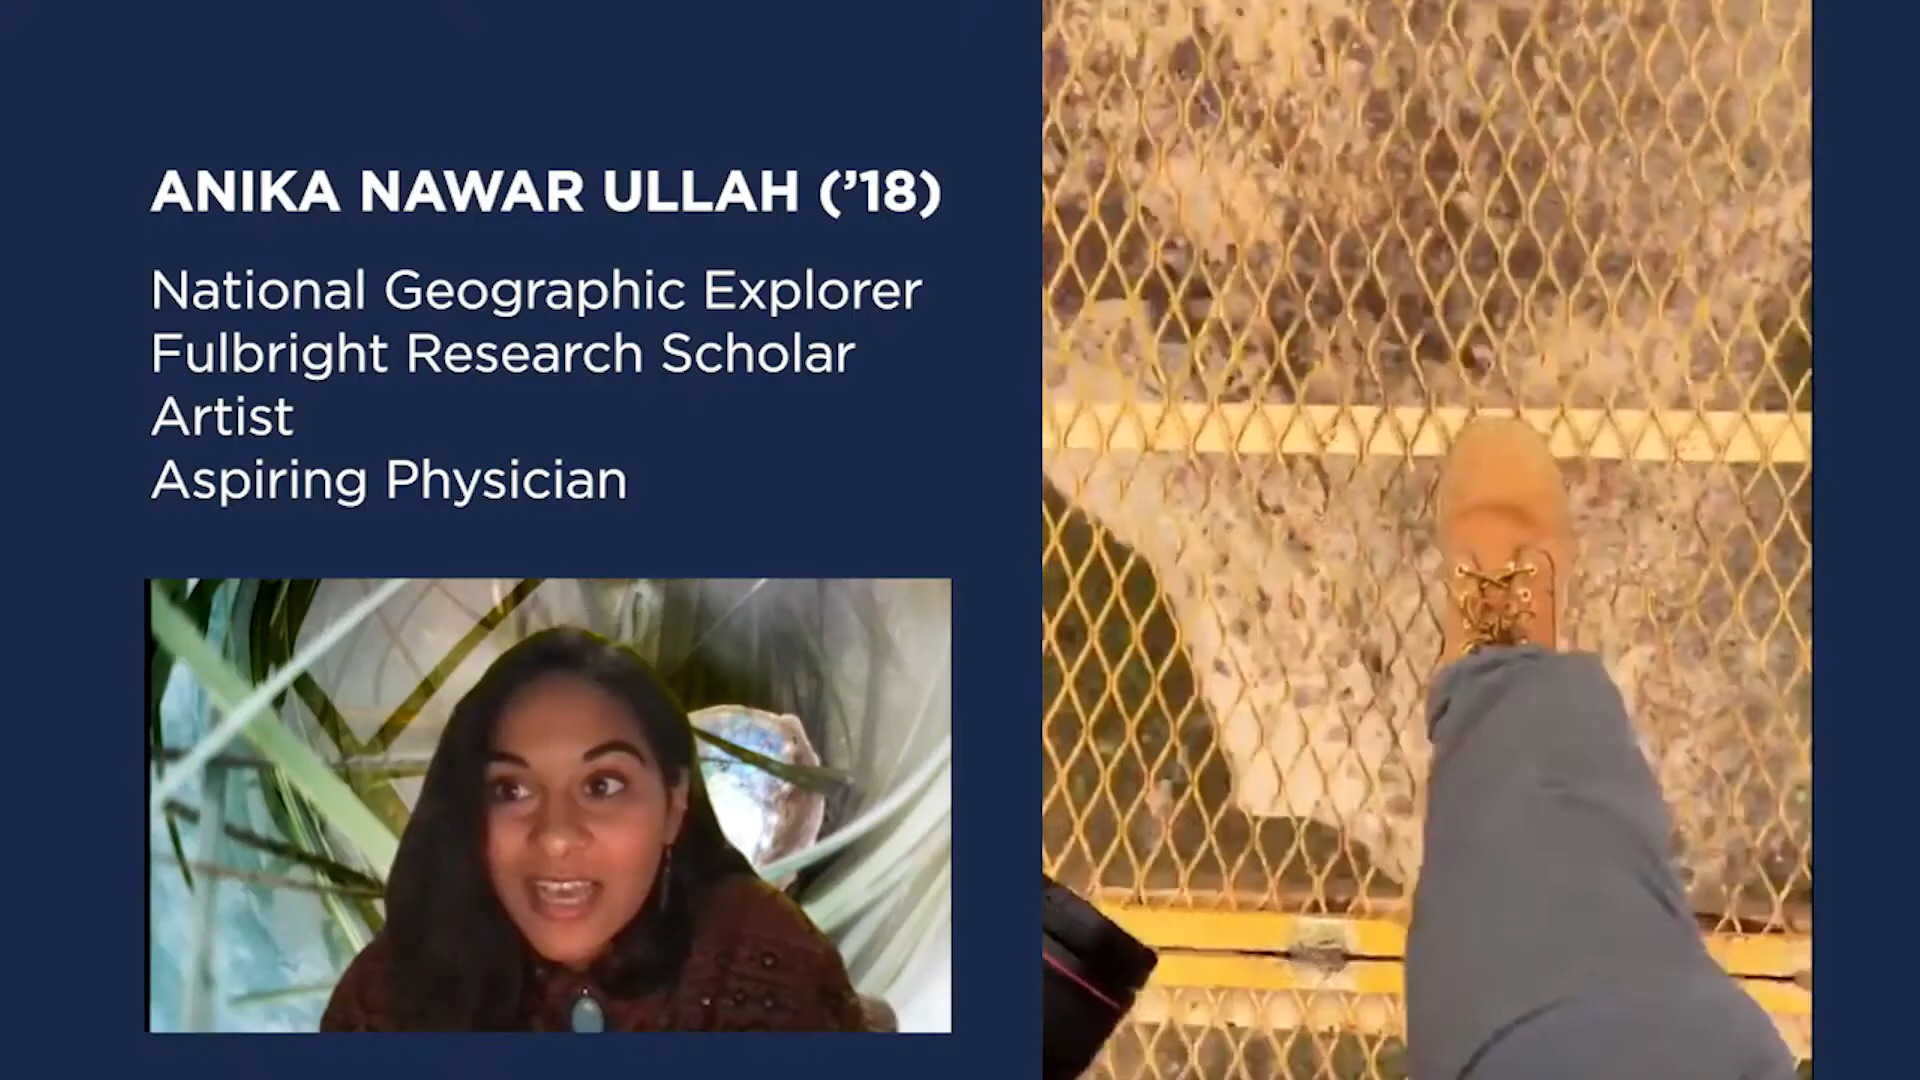 ANIKA NAWAR ULLAH (’18)
National Geographic Explorer
Fulbright Research Scholar
Artist
Aspiring Physician